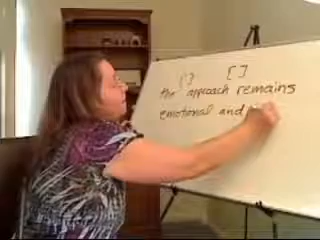 [ ] [ ]
the approach remains
emotional and